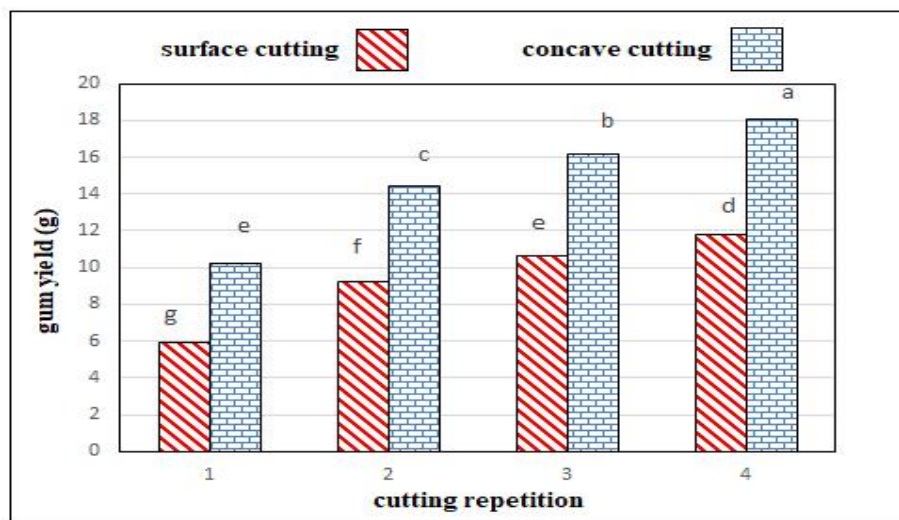 surface cutting concave cutting
gum yield (g)
20
18
16
14
12
10
8
6
4
2
0
g e f c e b d a
1 2 3 4
cutting repetition